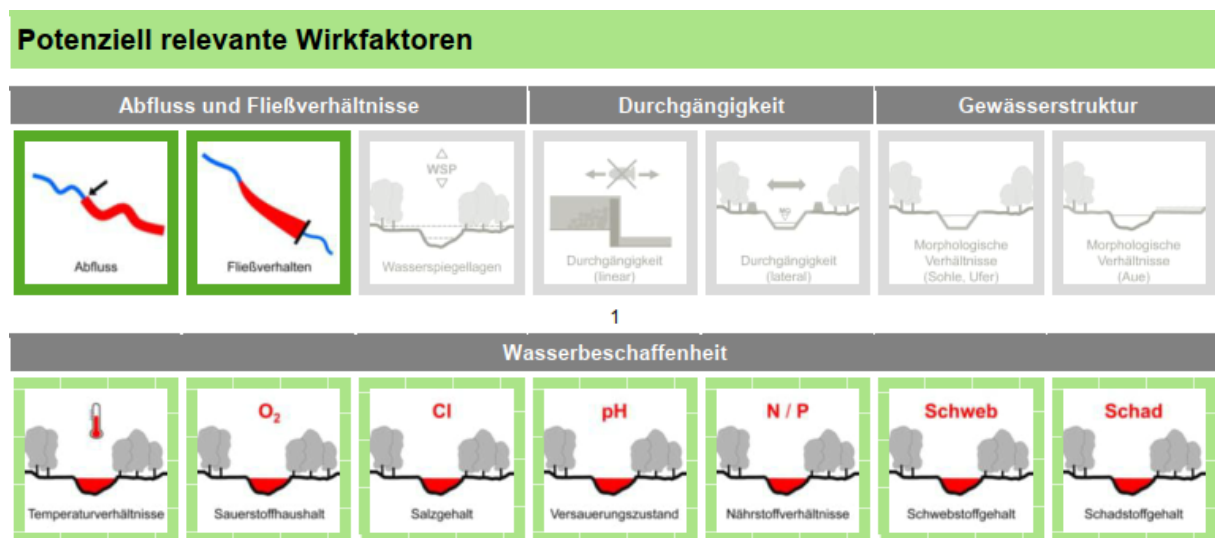 Potenziell relevante Wirkfaktoren
Abfluss und Fließverhältnisse
Durchgängigkeit
Gewässerstruktur
Abfluss
Fließverhalten
WSP
Wasserspiegellagen
Durchgängigkeit
(linear)
MQ
Durchgängigkeit
(lateral)
Morphologische
Verhältnisse
(Sohle, Ufer)
Morphologische
Verhältnisse
(Aue)
1
Wasserbeschaffenheit
Temperaturverhältnisse
O₂
Sauerstoffhaushalt
Cl
Salzgehalt
pH
Versauerungszustand
N / P
Nährstoffverhältnisse
Schweb
Schwebstoffgehalt
Schad
Schadstoffgehalt